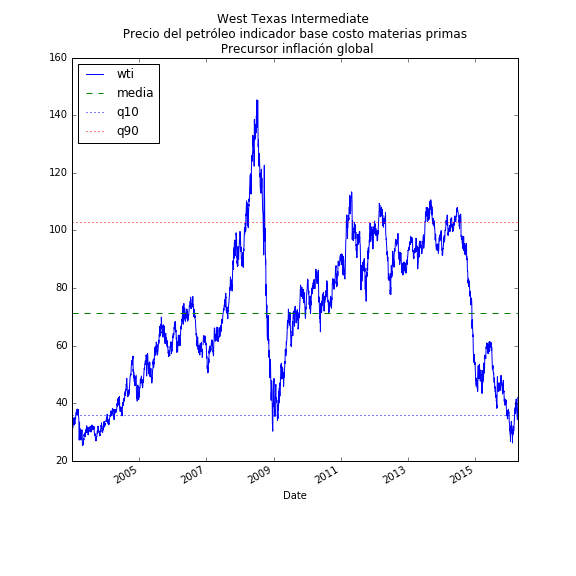 West Texas Intermediate
Precio del petróleo indicador base costo materias primas
Precursor inflación global
160
140
120
100
80
60
40
20
wti
media
q10
q90
2005
2007
2009
2011
2013
2015
Date